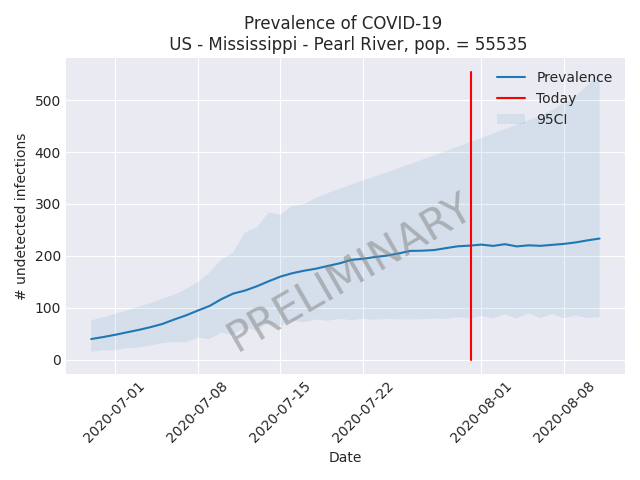 Prevalence of COVID-19
US - Mississippi - Pearl River, pop. = 55535
Prevalence
Today
95CI
# undetected infections
500
400
300
200
100
0
PRELIMINARY
2020-07-01
2020-07-08
2020-07-15
2020-07-22
2020-08-01
2020-08-08
Date